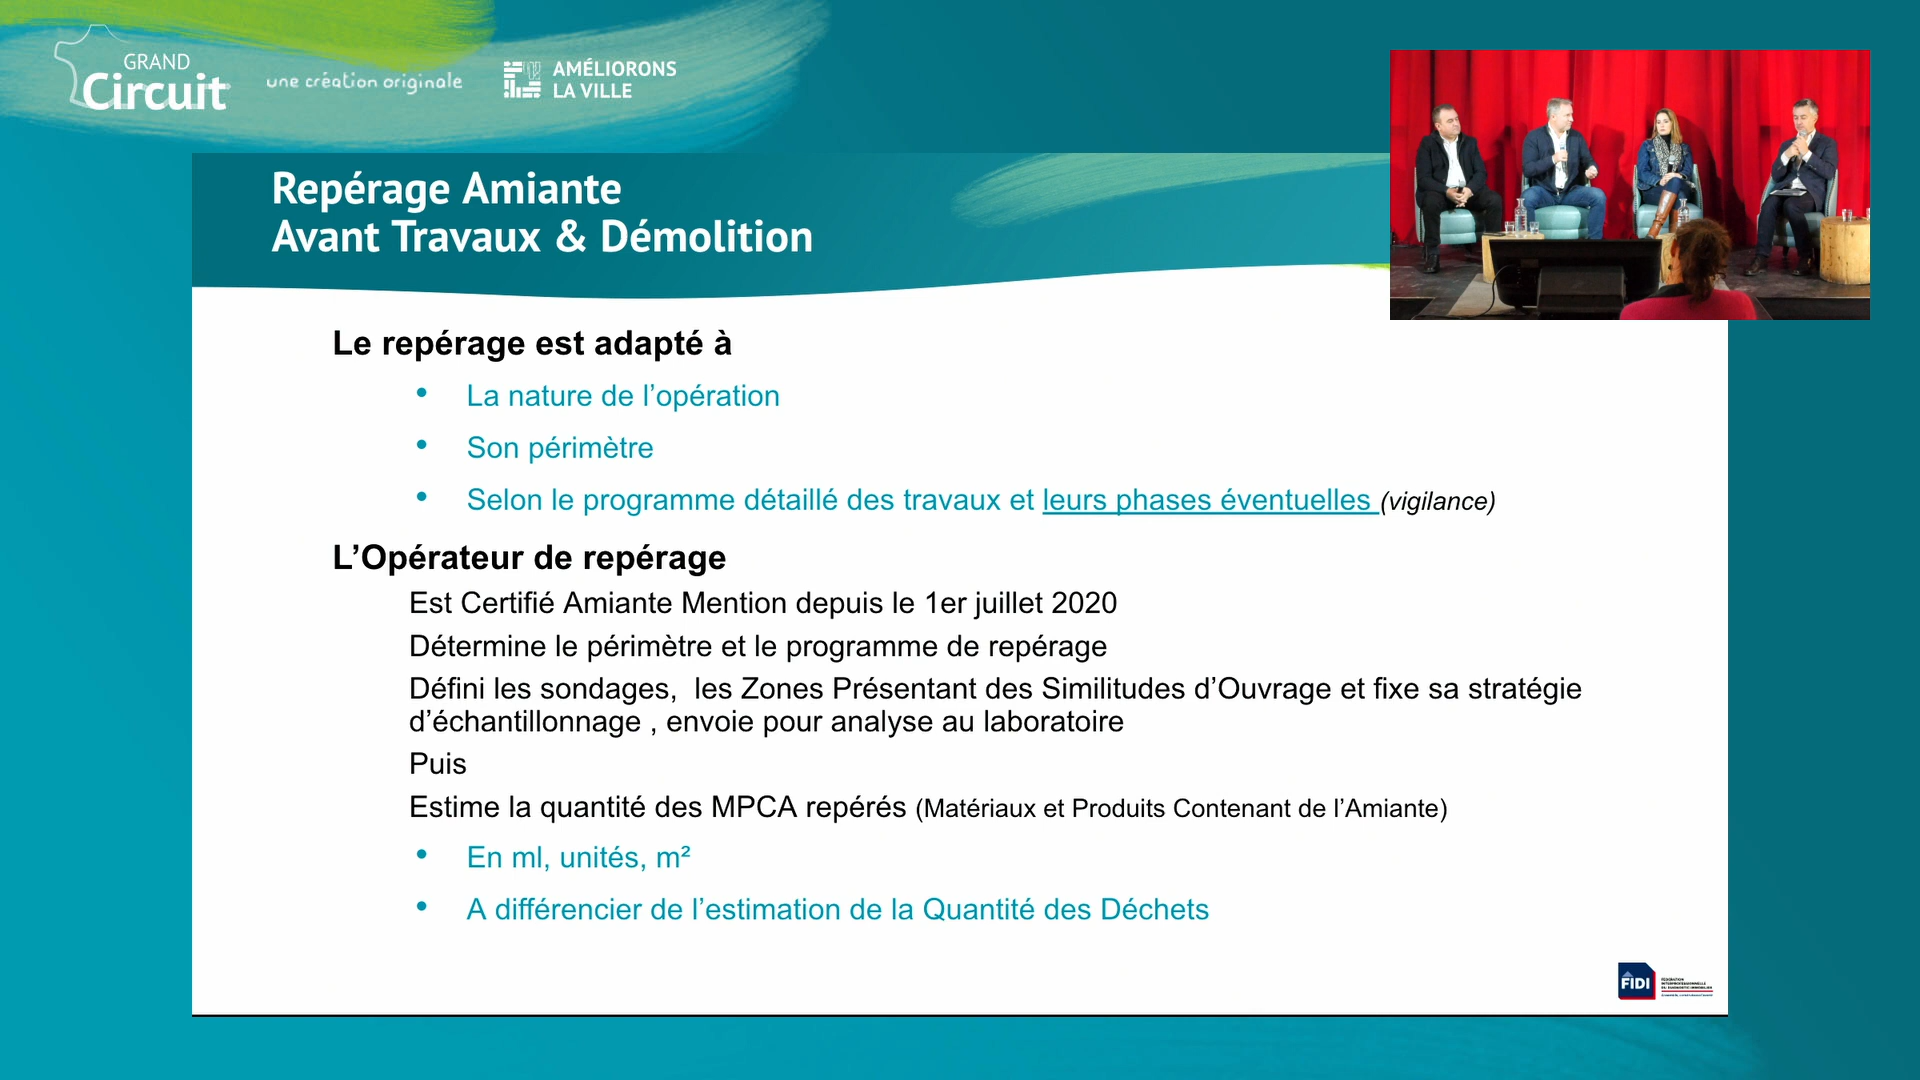 GRAND
Circuit
une création originale
AMÉLIORONS
LA VILLE
Repérage Amiante
Avant Travaux & Démolition
Le repérage est adapté à
• La nature de l’opération
• Son périmètre
• Selon le programme détaillé des travaux et leurs phases éventuelles (vigilance)
L’Opérateur de repérage
Est Certifié Amiante Mention depuis le 1er juillet 2020
Détermine le périmètre et le programme de repérage
Défini les sondages,  les Zones Présentant des Similitudes d’Ouvrage et fixe sa stratégie
d’échantillonnage , envoie pour analyse au laboratoire
Puis
Estime la quantité des MPCA repérés (Matériaux et Produits Contenant de l’Amiante)
• En ml, unités, m²
• A différencier de l’estimation de la Quantité des Déchets
FIDI
FÉDÉRATION
INTERPROFESSIONNELLE
DU DIAGNOSTIC IMMOBILIER